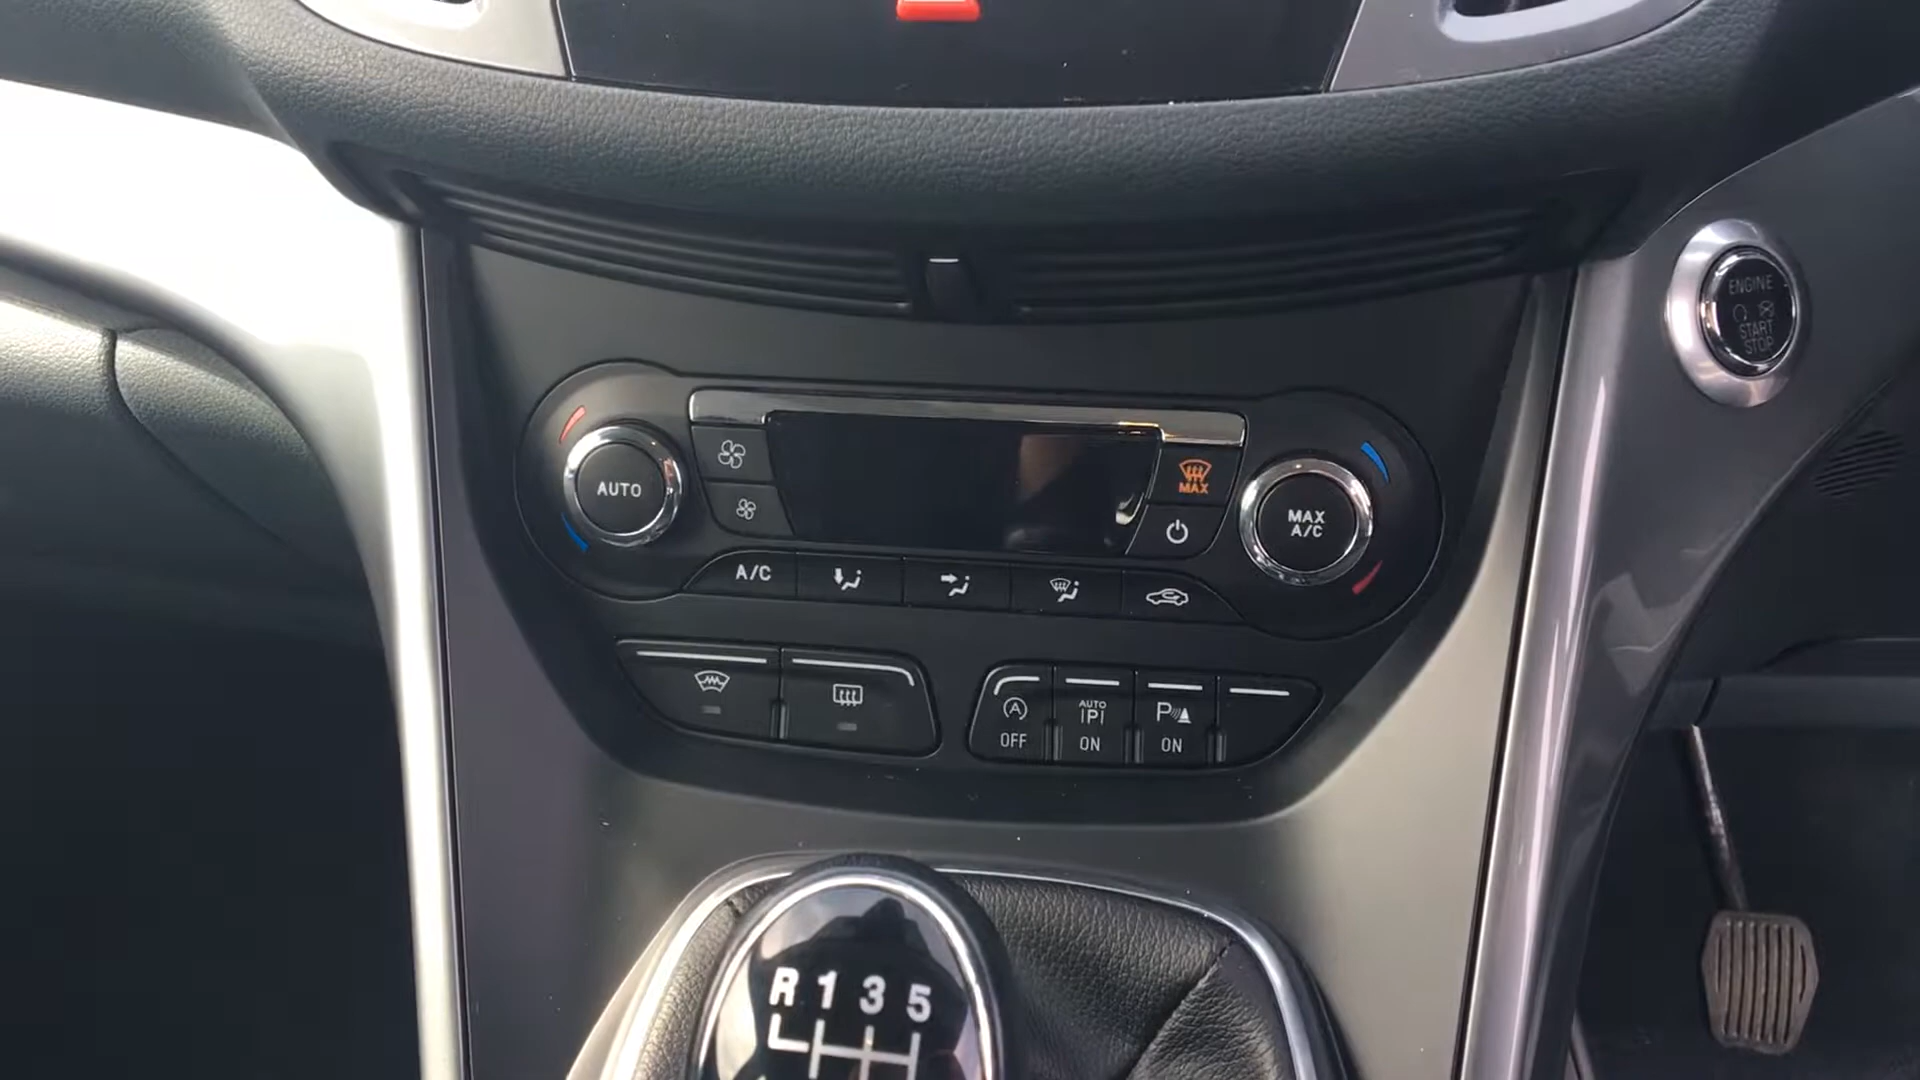 ENGINE
START
STOP
AUTO
MAX
MAX
A/C
A/C
A
OFF
AUTO
P
ON
P
ON
R 1 3 5